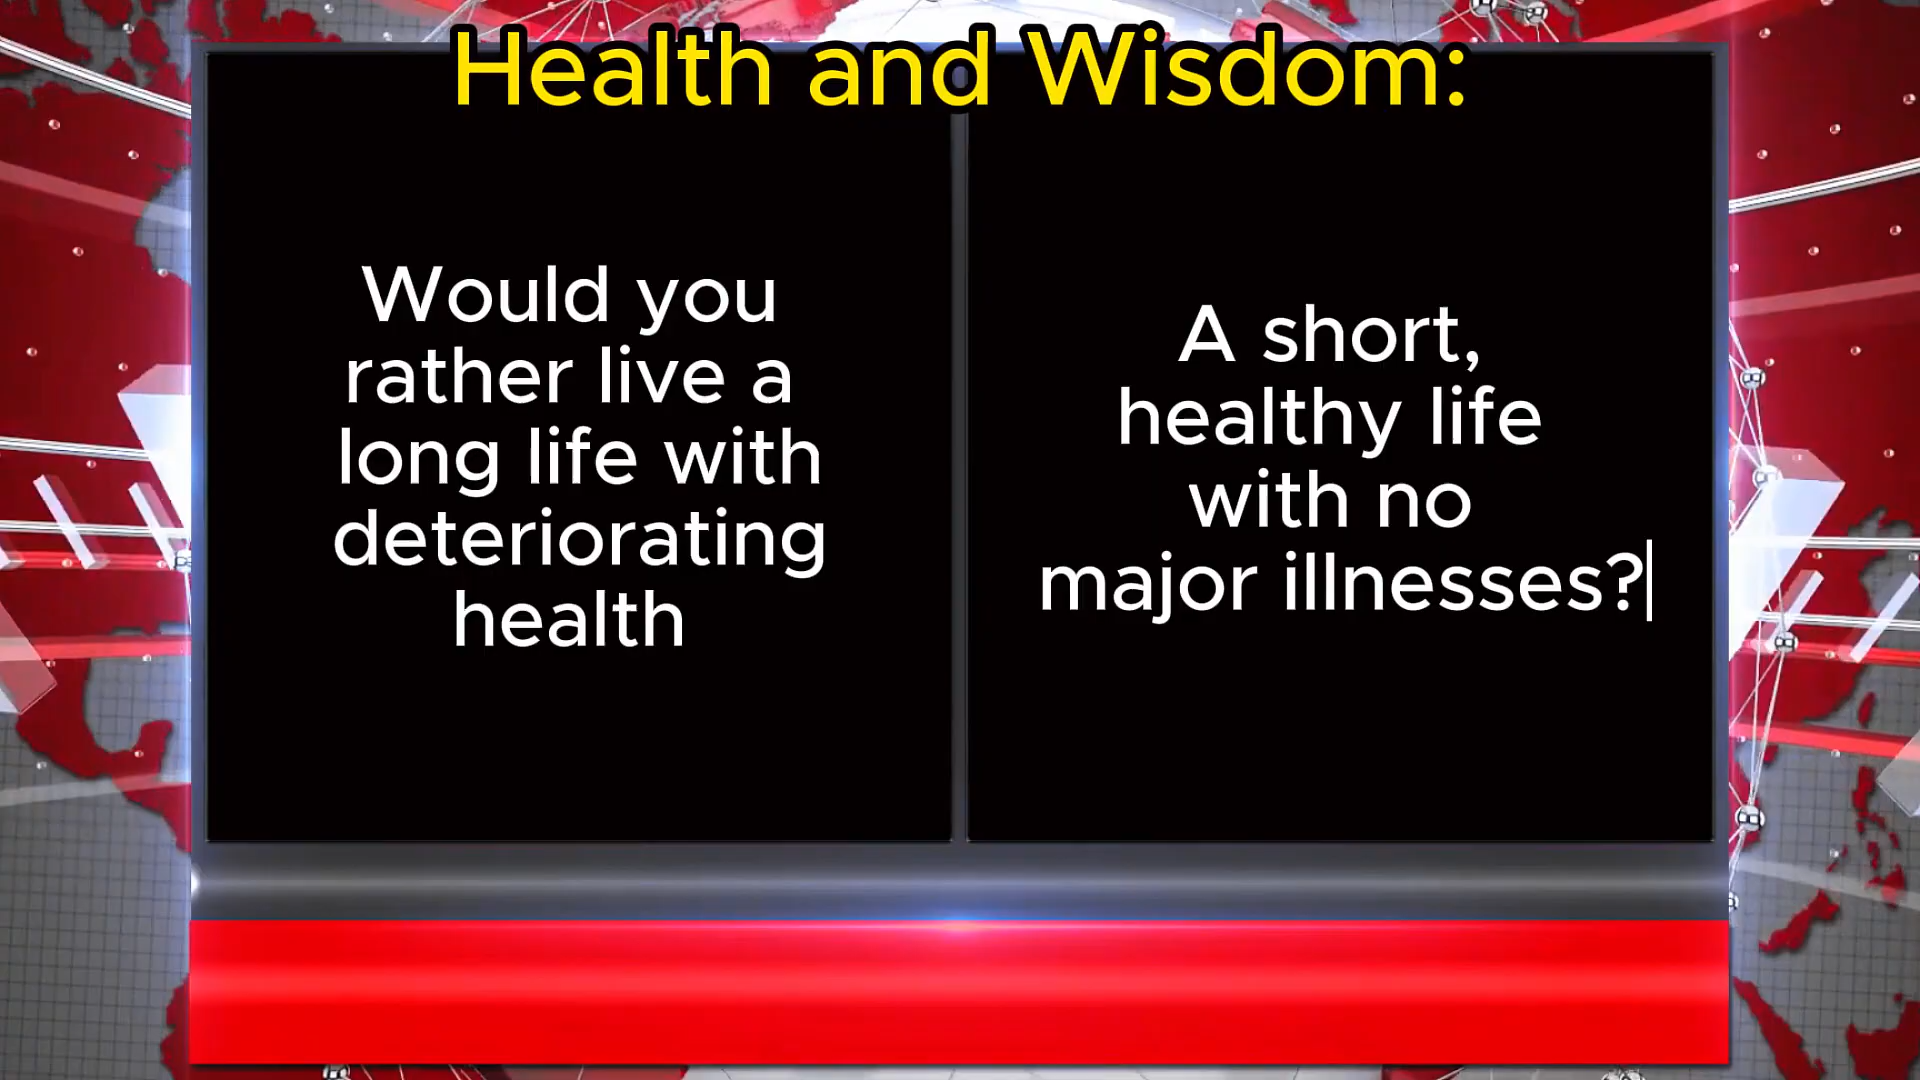 Health and Wisdom:
Would you
rather live a
long life with
deteriorating
health
A short,
healthy life
with no
major illnesses?